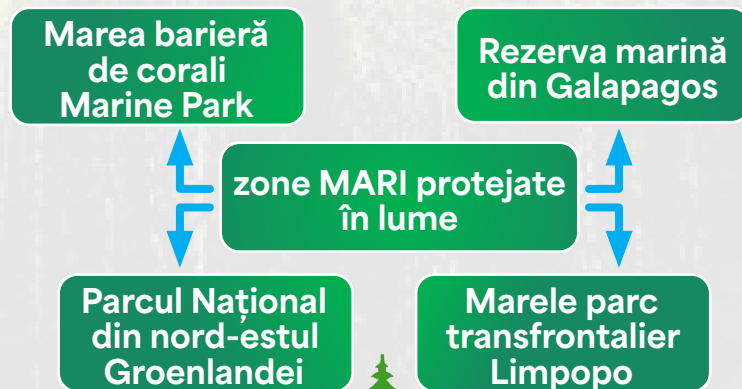 Marea barieră
de corali
Marine Park
Rezerva marină
din Galapagos
zone MARI protejate
în lume
Parcul Național
din nord-estul
Groenlandei
Marele parc
transfrontalier
Limpopo